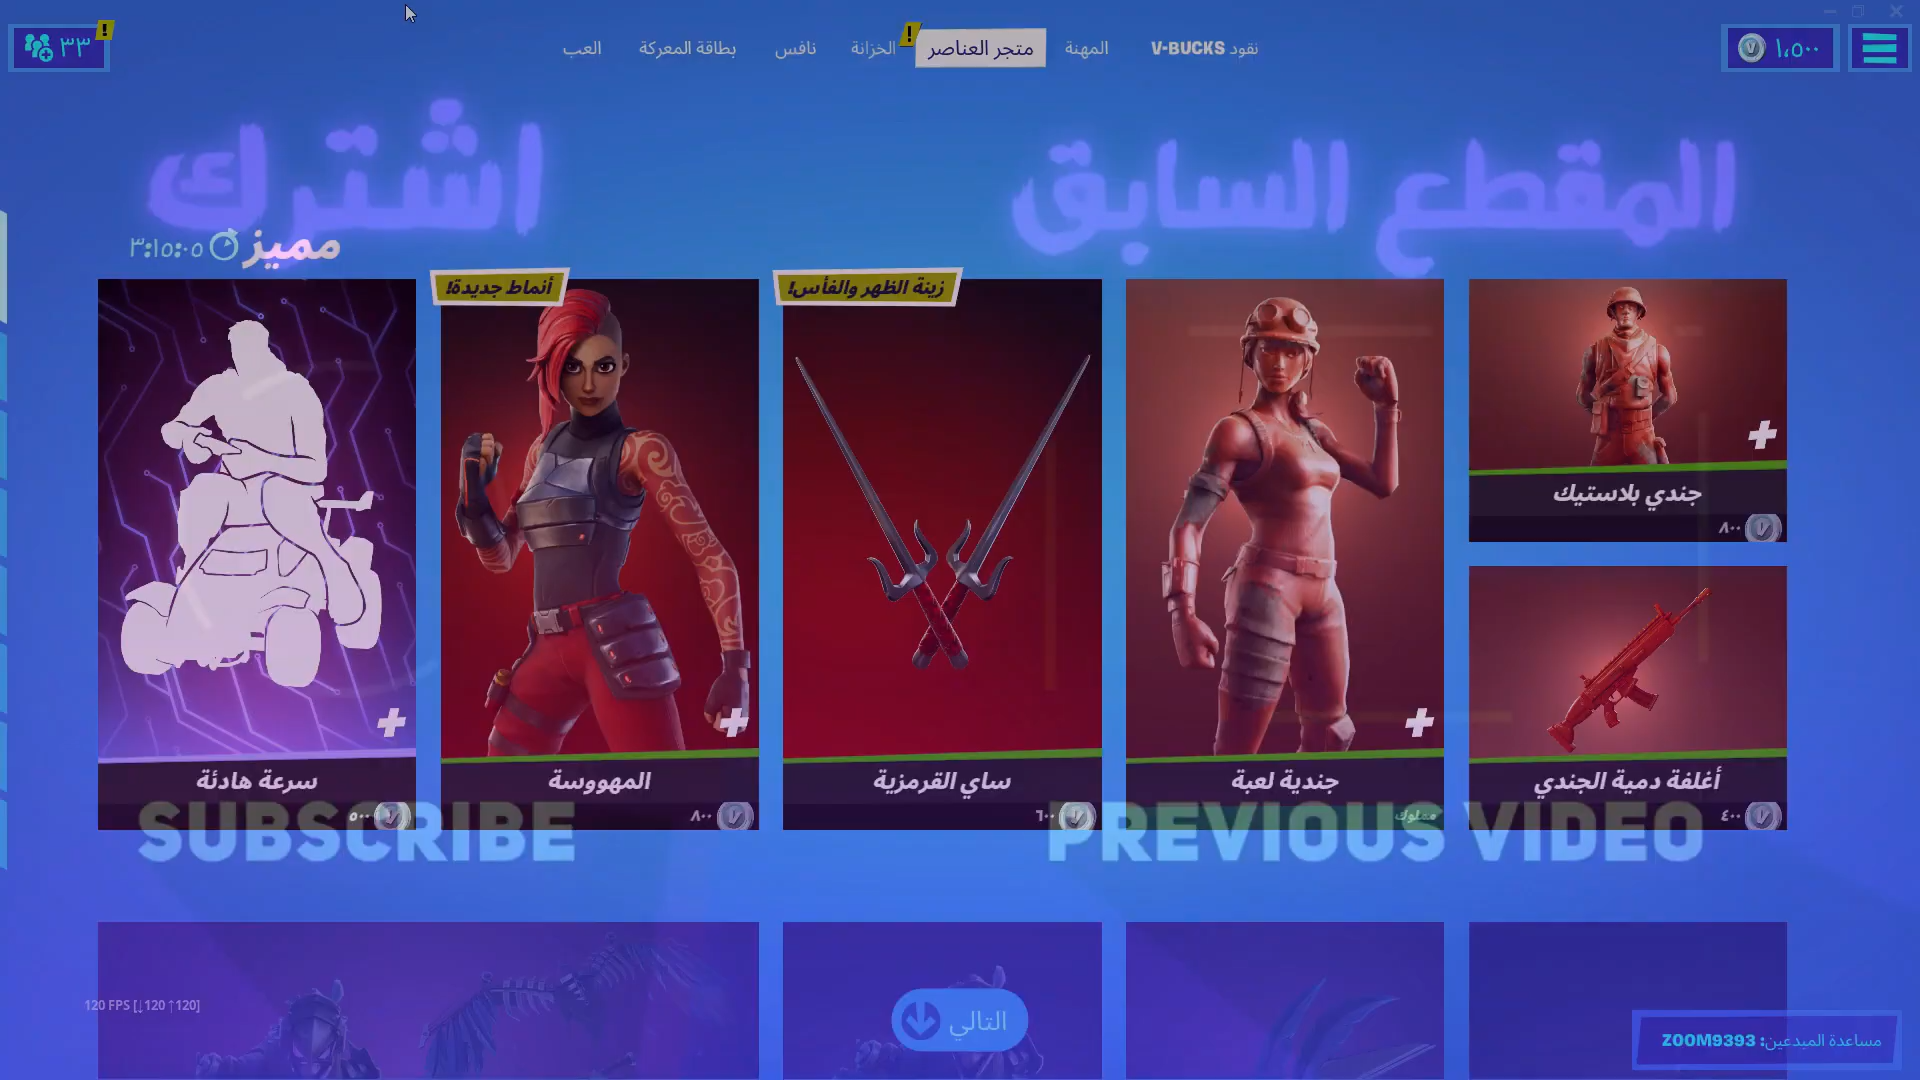 ٣٣
!
العب
بطاقة المعركة
نافس
الخزانة
!
متجر العناصر
المهنة
نقود V-BUCKS
١،٥٠٠
اشترك
المقطع السابق
مميز
٣:١٥:٠٥
أنماط جديدة!
زينة الظهر والفأس!
سرعة هادئة
٥٠٠
المهووسة
٨٠٠
ساي القرمزية
٦٠٠
جندية لعبة
مملوك
جندي بلاستيك
٨٠٠
أغلفة دمية الجندي
٤٠٠
SUBSCRIBE
PREVIOUS VIDEO
120 FPS [↓120 ↑120]
التالي
مساعدة المبدعين: ZOOM9393